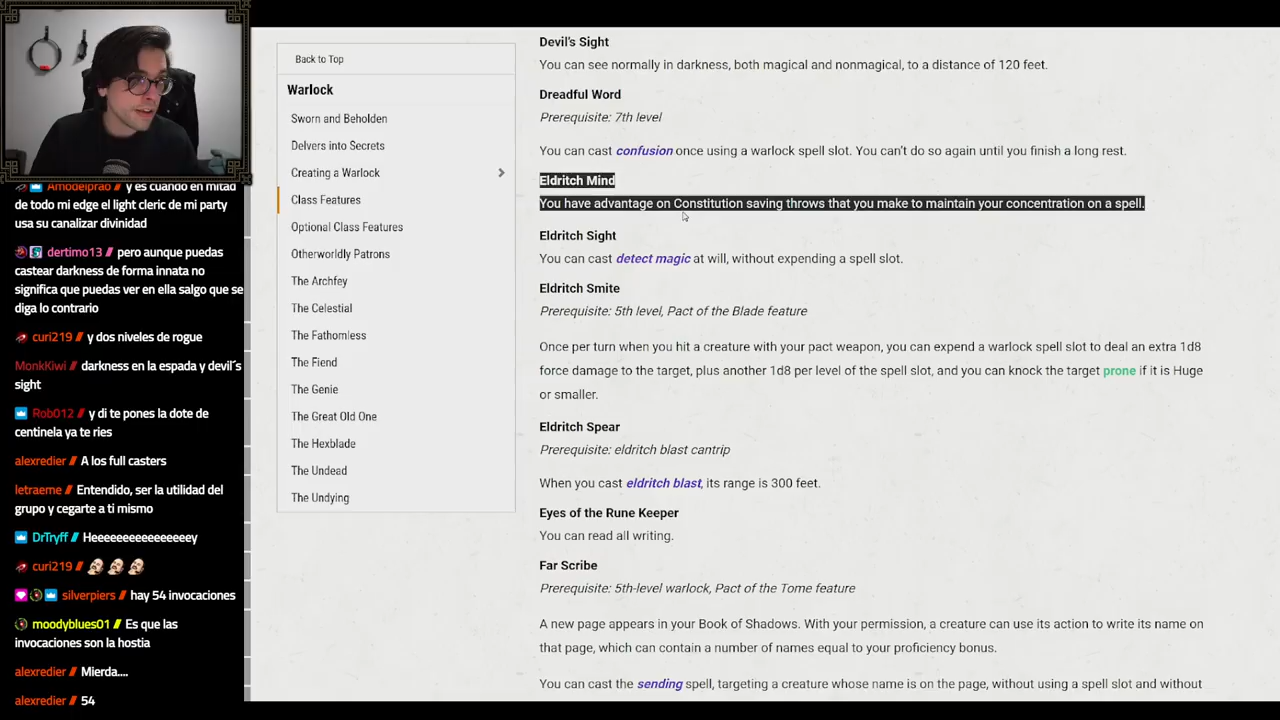 Amodelprao // y es cuando en mitad
de todo mi edge el light cleric de mi party
usa su canalizar divinidad
dertimo13 // pero aunque puedas
castear darkness de forma innata no
significa que puedas ver en ella salgo que se
diga lo contrario
curi219 // y dos niveles de rogue
MonkKiwi // darkness en la espada y devil´s
sight
Rob012 // y di te pones la dote de
centinela ya te ries
alexredier // A los full casters
letraeme // Entendido, ser la utilidad del
grupo y cegarte a ti mismo
DrTryff // Heeeeeeeeeeeeeeey
curi219 //
silverpiers // hay 54 invocaciones
moodyblues01 // Es que las
invocaciones son la hostia
alexredier // Mierda....
alexredier // 54
Back to Top
Warlock
Sworn and Beholden
Delvers into Secrets
Creating a Warlock
Class Features
Optional Class Features
Otherworldly Patrons
The Archfey
The Celestial
The Fathomless
The Fiend
The Genie
The Great Old One
The Hexblade
The Undead
The Undying
Devil's Sight
You can see normally in darkness, both magical and nonmagical, to a distance of 120 feet.
Dreadful Word
Prerequisite: 7th level
You can cast confusion once using a warlock spell slot. You can't do so again until you finish a long rest.
Eldritch Mind
You have advantage on Constitution saving throws that you make to maintain your concentration on a spell.
Eldritch Sight
You can cast detect magic at will, without expending a spell slot.
Eldritch Smite
Prerequisite: 5th level, Pact of the Blade feature
Once per turn when you hit a creature with your pact weapon, you can expend a warlock spell slot to deal an extra 1d8
force damage to the target, plus another 1d8 per level of the spell slot, and you can knock the target prone if it is Huge
or smaller.
Eldritch Spear
Prerequisite: eldritch blast cantrip
When you cast eldritch blast, its range is 300 feet.
Eyes of the Rune Keeper
You can read all writing.
Far Scribe
Prerequisite: 5th-level warlock, Pact of the Tome feature
A new page appears in your Book of Shadows. With your permission, a creature can use its action to write its name on
that page, which can contain a number of names equal to your proficiency bonus.
You can cast the sending spell, targeting a creature whose name is on the page, without using a spell slot and without